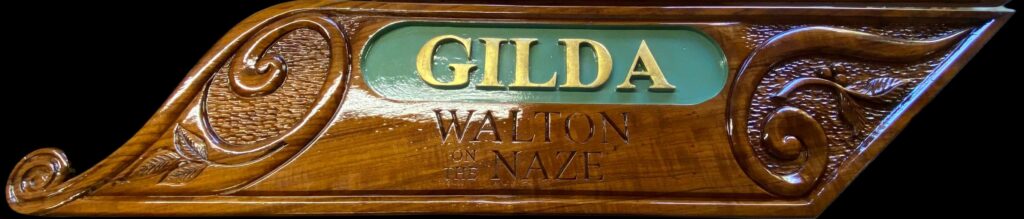 GILDA
WALTON
ON THE NAZE